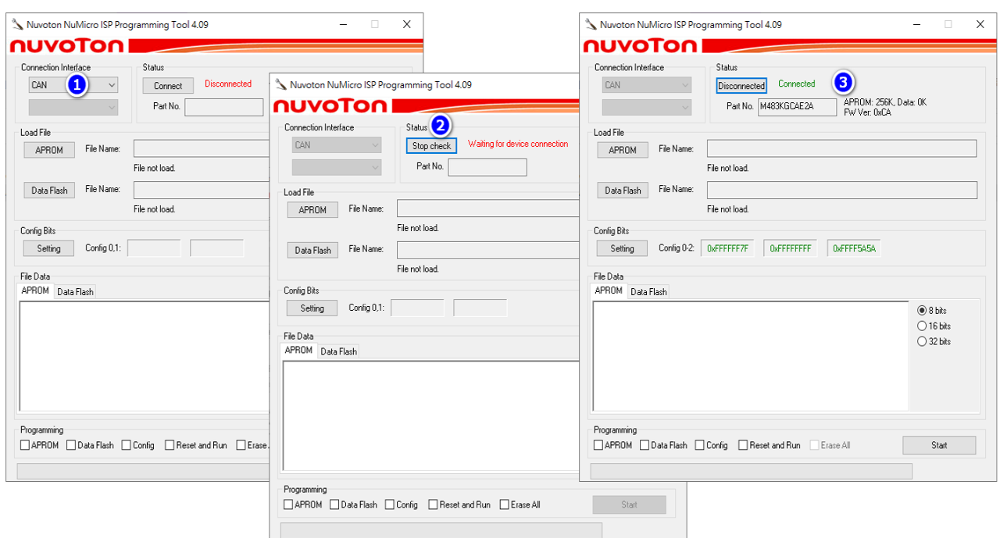 Nuvoton NuMicro ISP Programming Tool 4.09
nuvoTon
Connection Interface
CAN
1
Status
Connect
Disconnected
Part No.
Load File
APROM
File Name:
File not load.
Data Flash
File Name:
File not load.
Config Bits
Setting
Config 0,1:
File Data
APROM
Data Flash
Programming
APROM
Data Flash
Config
Reset and Run
Erase
Nuvoton NuMicro ISP Programming Tool 4.09
nuvoTon
Connection Interface
CAN
Status
2
Stop check
Waiting for device connection
Part No.
Load File
APROM
File Name:
File not load.
Data Flash
File Name:
File not load.
Config Bits
Setting
Config 0,1:
File Data
APROM
Data Flash
Programming
APROM
Data Flash
Config
Reset and Run
Erase All
Start
Nuvoton NuMicro ISP Programming Tool 4.09
nuvoTon
Connection Interface
CAN
Status
Disconnected
Connected
3
Part No.
M483KGCAE2A
APROM: 256K, Data: 0K
FW Ver: 0xCA
Load File
APROM
File Name:
File not load.
Data Flash
File Name:
File not load.
Config Bits
Setting
Config 0-2:
0xFFFFFF7F
0xFFFFFFFF
0xFFFF5A5A
File Data
APROM
Data Flash
8 bits
16 bits
32 bits
Programming
APROM
Data Flash
Config
Reset and Run
Erase All
Start